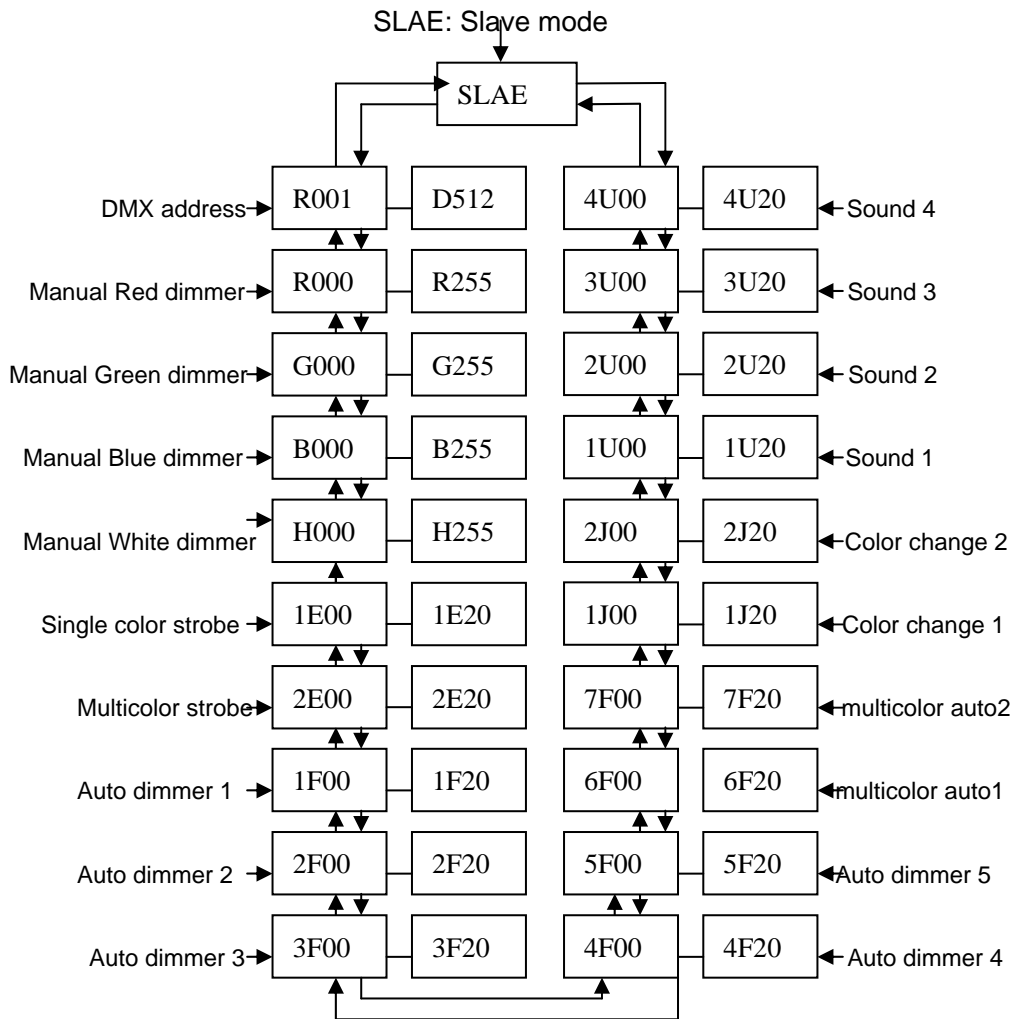 SLAE: Slave mode
SLAE
DMX address R001 D512 4U00 4U20 Sound 4
Manual Red dimmer R000 R255 3U00 3U20 Sound 3
Manual Green dimmer G000 G255 2U00 2U20 Sound 2
Manual Blue dimmer B000 B255 1U00 1U20 Sound 1
Manual White dimmer H000 H255 2J00 2J20 Color change 2
Single color strobe 1E00 1E20 1J00 1J20 Color change 1
Multicolor strobe 2E00 2E20 7F00 7F20 multicolor auto2
Auto dimmer 1 1F00 1F20 6F00 6F20 multicolor auto1
Auto dimmer 2 2F00 2F20 5F00 5F20 Auto dimmer 5
Auto dimmer 3 3F00 3F20 4F00 4F20 Auto dimmer 4